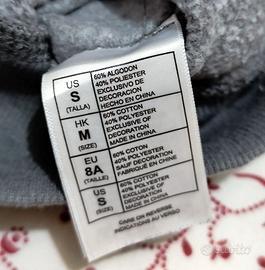 US
S
(TALLA)
60% ALGODON
40% POLIESTER
EXCLUSIVO DE
DECORACION
HECHO EN CHINA
HK
M
(SIZE)
60% COTTON
40% POLYESTER
EXCLUSIVE OF
DECORATION
MADE IN CHINA
EU
8A
(TAILLE)
60% COTON
40% POLYESTER
SAUF DECORATION
FABRIQUÉ EN CHINE
US
S
(SIZE)
60% COTTON
40% POLYESTER
EXCLUSIVE OF
DECORATION
MADE IN CHINA
CARE ON REVERSE
INDICATIONS AU VERSO